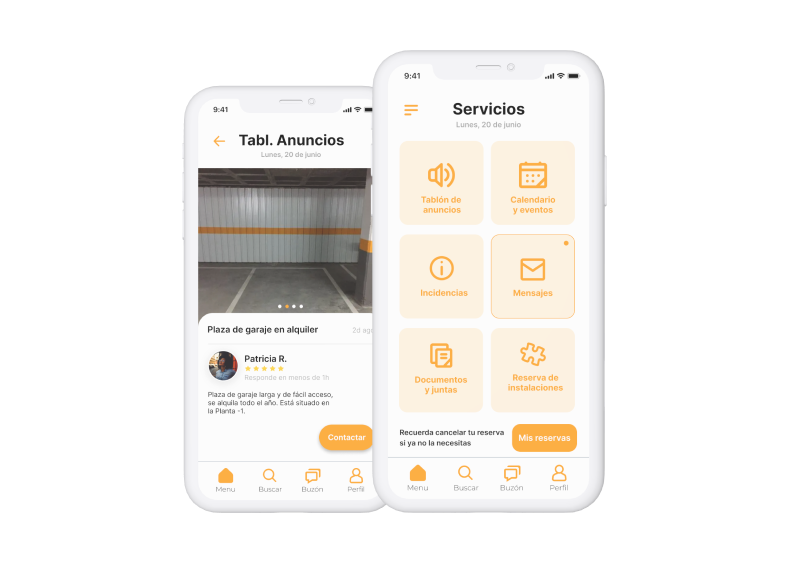 9:41
Tabl. Anuncios
Lunes, 20 de junio
Plaza de garaje en alquiler
2d ago
Patricia R.
Responde en menos de 1h
Plaza de garaje larga y de fácil acceso,
se alquila todo el año. Está situado en
la Planta -1.
Contactar
Menu
Buscar
Buzón
Perfil
9:41
Servicios
Lunes, 20 de junio
Tablón de
anuncios
Calendario
y eventos
Incidencias
Mensajes
Documentos
y juntas
Reserva de
instalaciones
Recuerda cancelar tu reserva
si ya no la necesitas
Mis reservas
Menu
Buscar
Buzón
Perfil